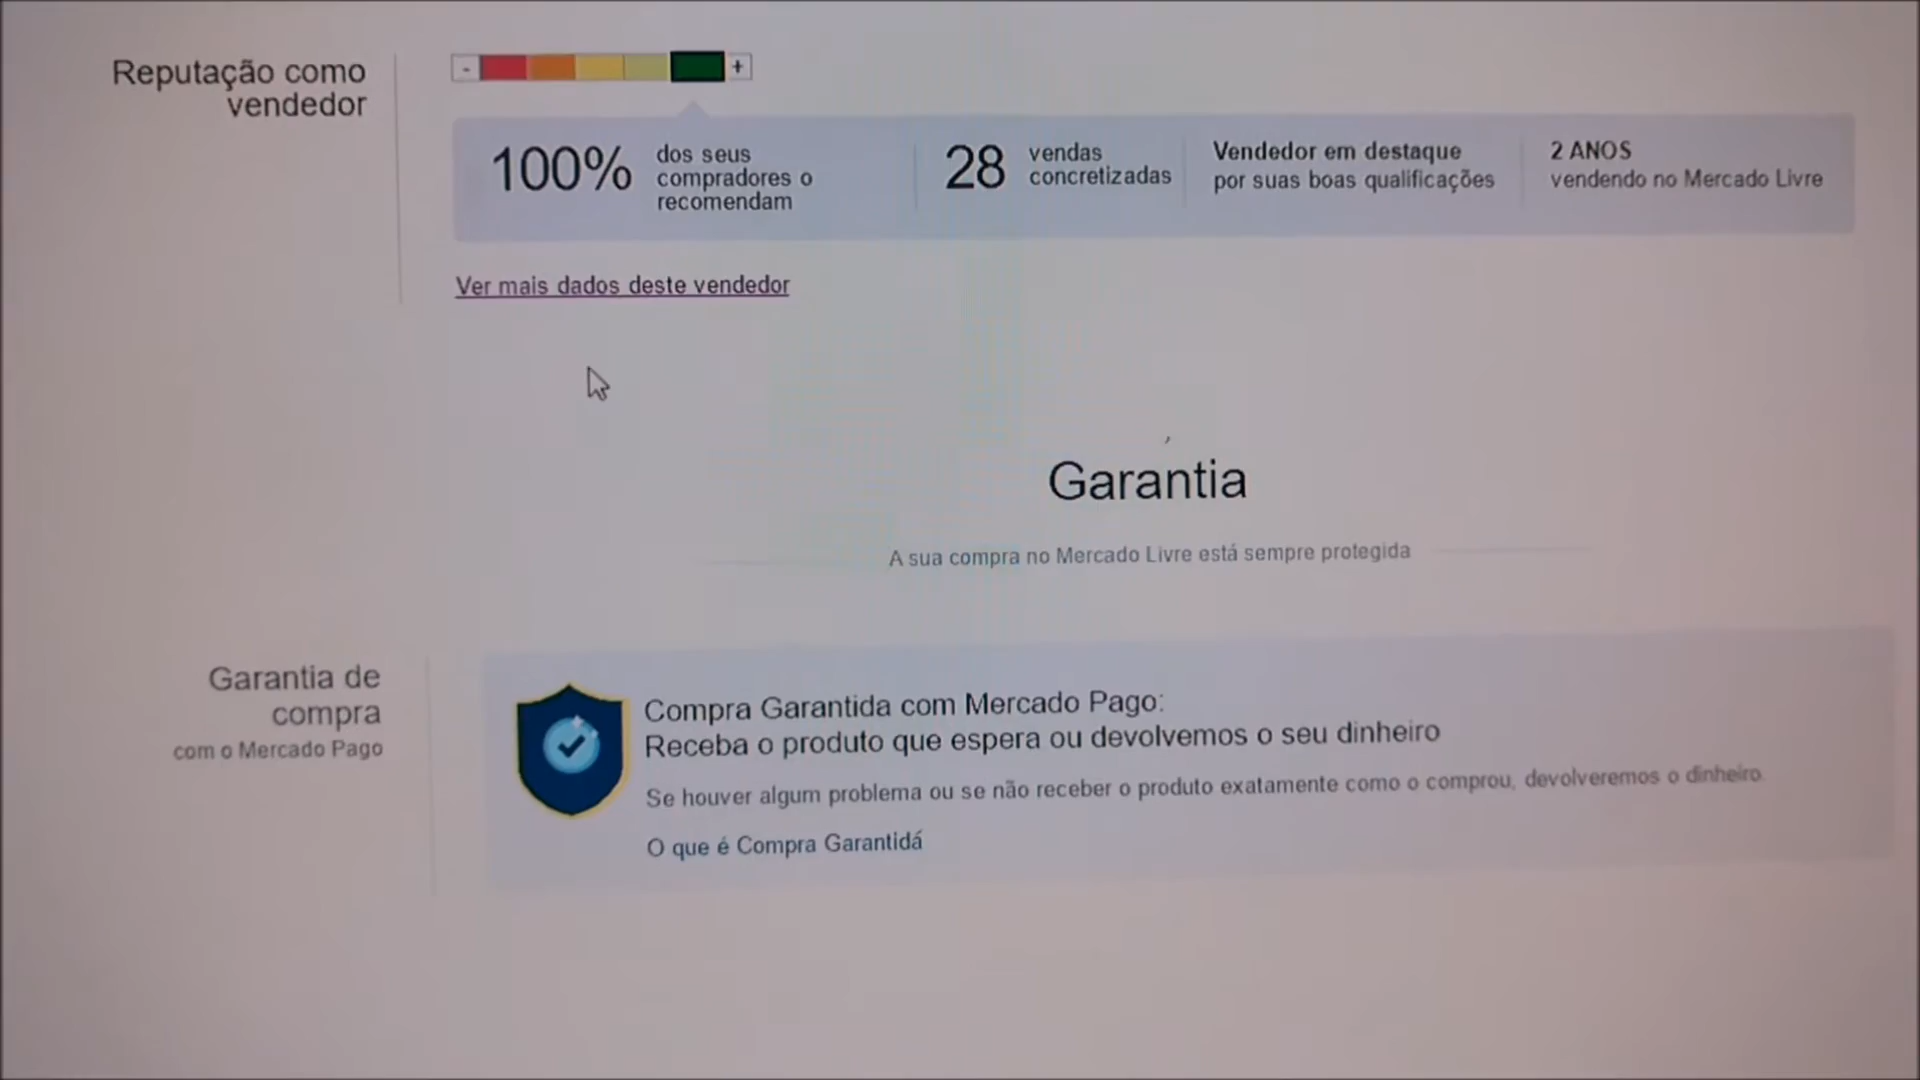 Reputação como
vendedor
- +
100% dos seus
compradores o
recomendam
28 vendas
concretizadas
Vendedor em destaque
por suas boas qualificações
2 ANOS
vendendo no Mercado Livre
Ver mais dados deste vendedor
Garantia
A sua compra no Mercado Livre está sempre protegida
Garantia de
compra
com o Mercado Pago
Compra Garantida com Mercado Pago:
Receba o produto que espera ou devolvemos o seu dinheiro
Se houver algum problema ou se não receber o produto exatamente como o comprou, devolveremos o dinheiro
O que é Compra Garantida